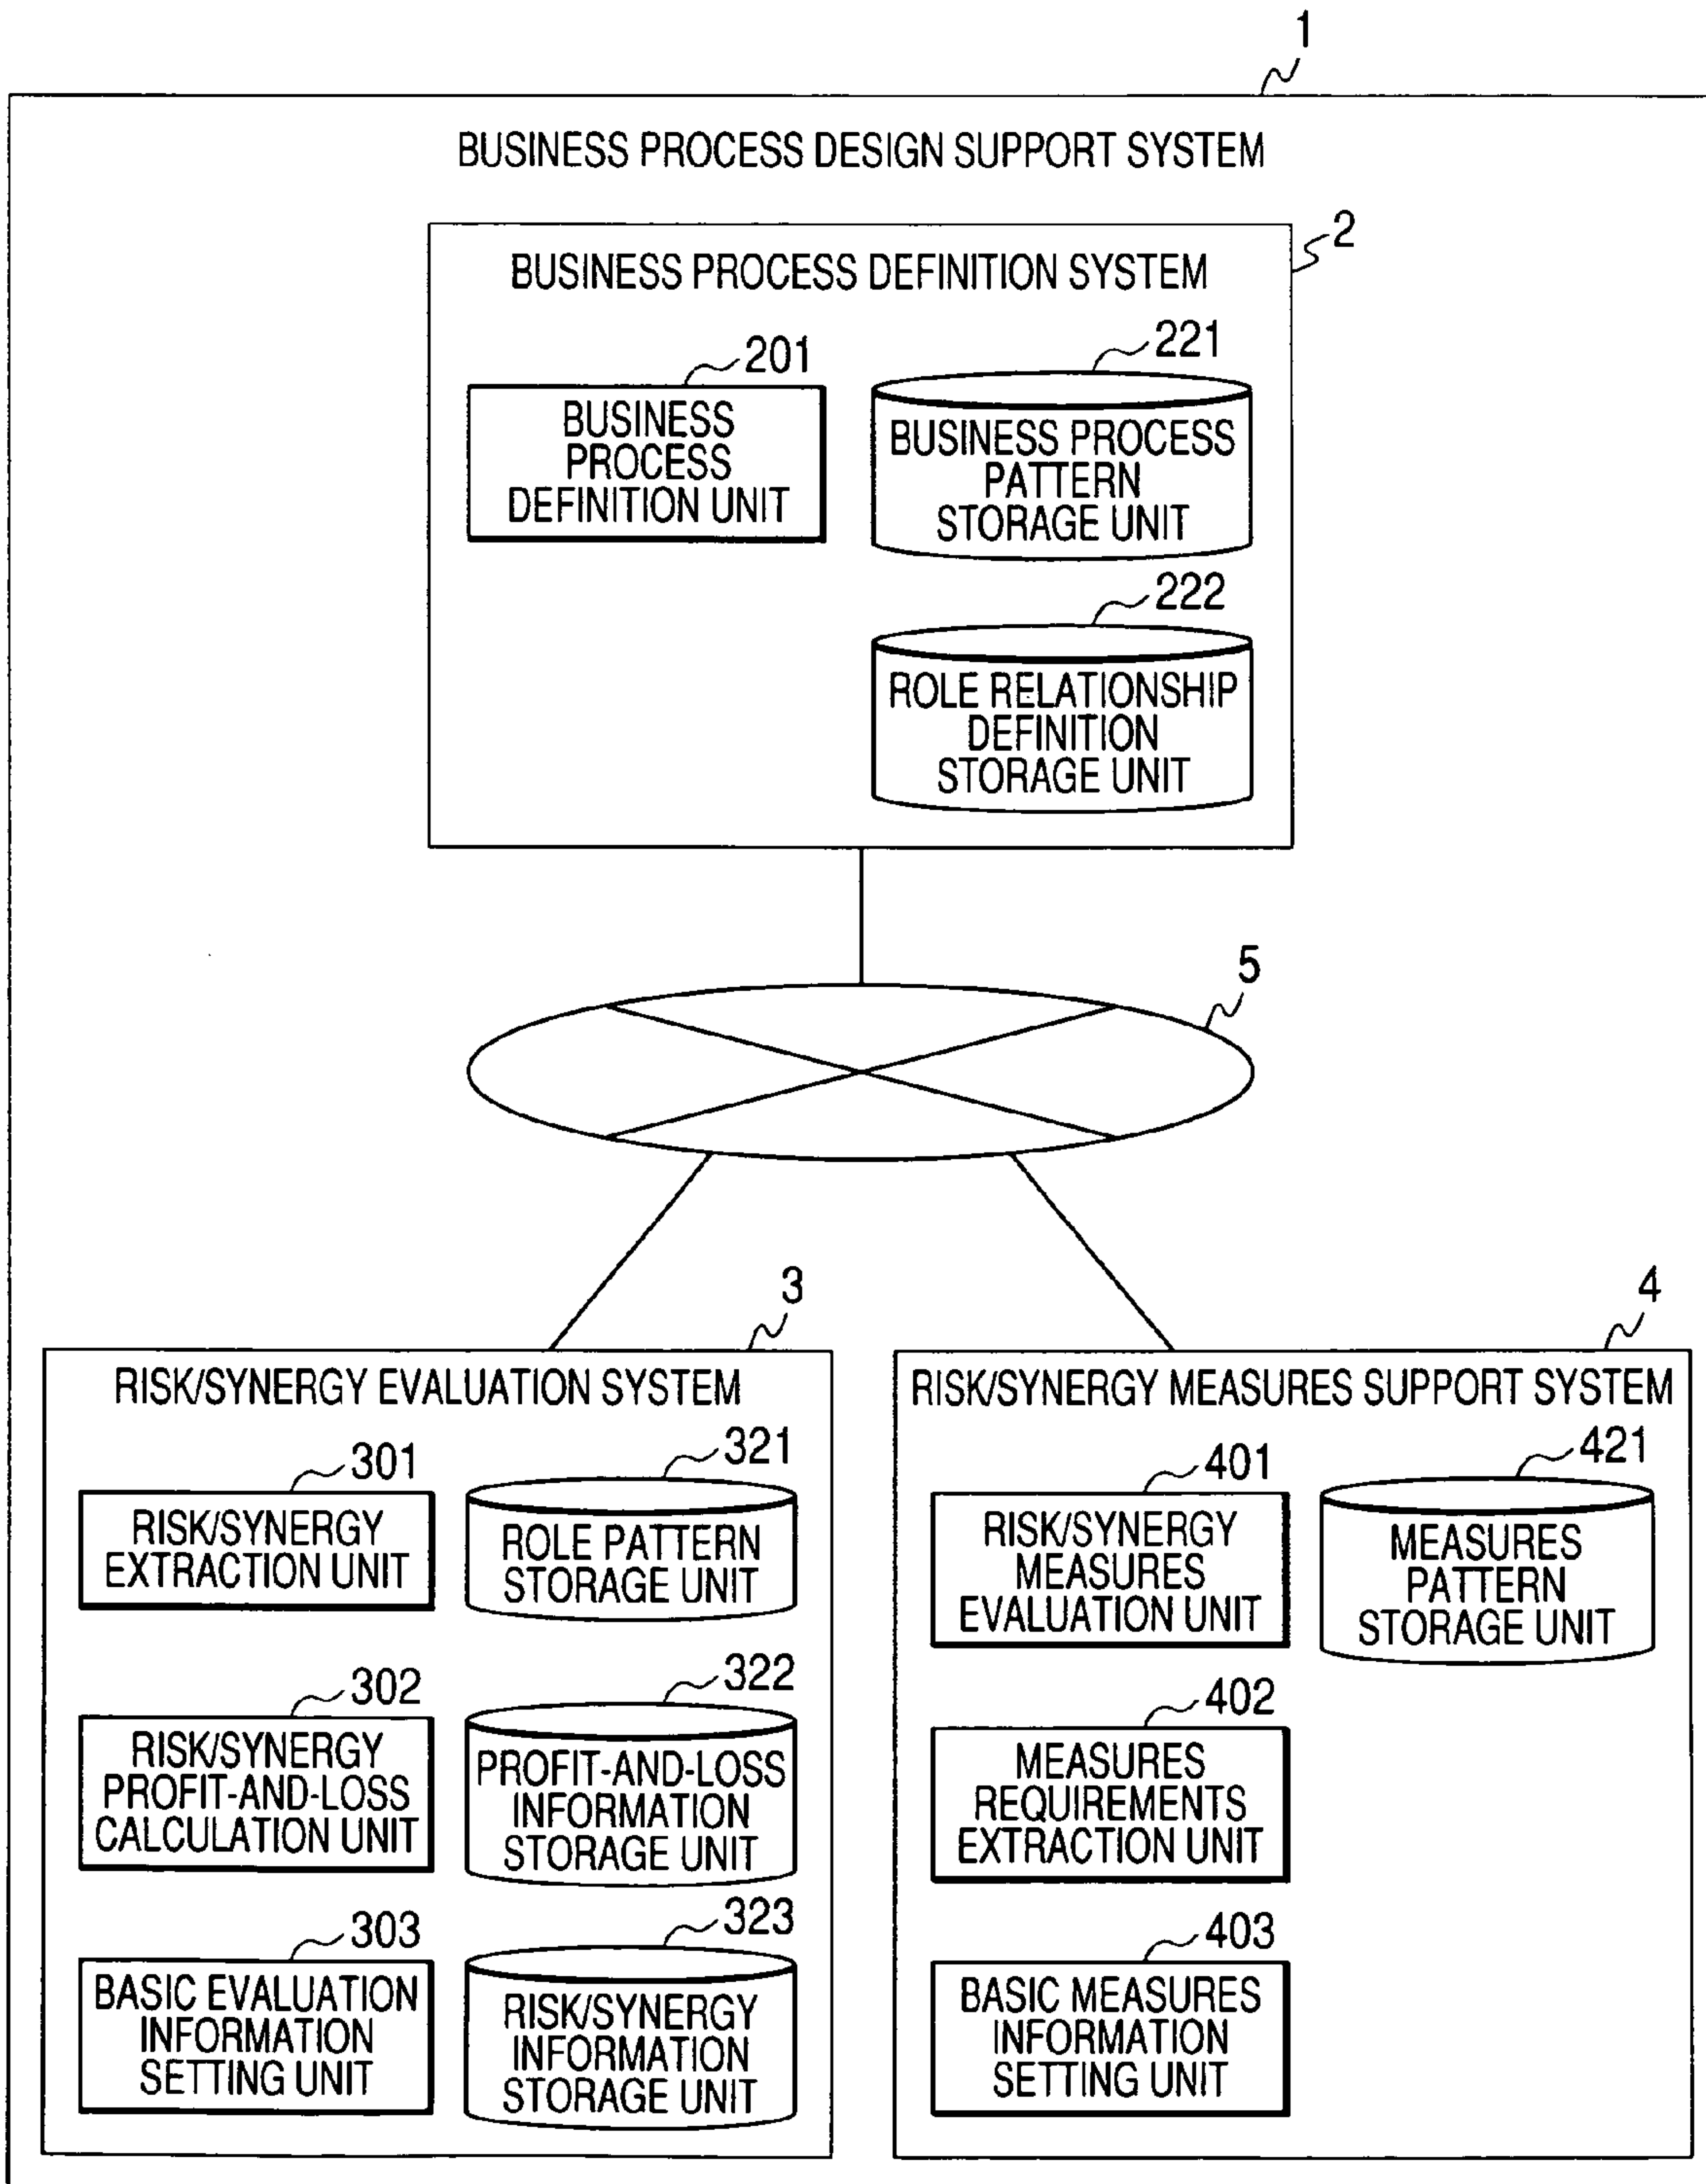 1
BUSINESS PROCESS DESIGN SUPPORT SYSTEM
2
BUSINESS PROCESS DEFINITION SYSTEM
201
BUSINESS
PROCESS
DEFINITION UNIT
221
BUSINESS PROCESS
PATTERN
STORAGE UNIT
222
ROLE RELATIONSHIP
DEFINITION
STORAGE UNIT
5
3
RISK/SYNERGY EVALUATION SYSTEM
301
RISK/SYNERGY
EXTRACTION UNIT
321
ROLE PATTERN
STORAGE UNIT
302
RISK/SYNERGY
PROFIT-AND-LOSS
CALCULATION UNIT
322
PROFIT-AND-LOSS
INFORMATION
STORAGE UNIT
303
BASIC EVALUATION
INFORMATION
SETTING UNIT
323
RISK/SYNERGY
INFORMATION
STORAGE UNIT
4
RISK/SYNERGY MEASURES SUPPORT SYSTEM
401
RISK/SYNERGY
MEASURES
EVALUATION UNIT
421
MEASURES
PATTERN
STORAGE UNIT
402
MEASURES
REQUIREMENTS
EXTRACTION UNIT
403
BASIC MEASURES
INFORMATION
SETTING UNIT